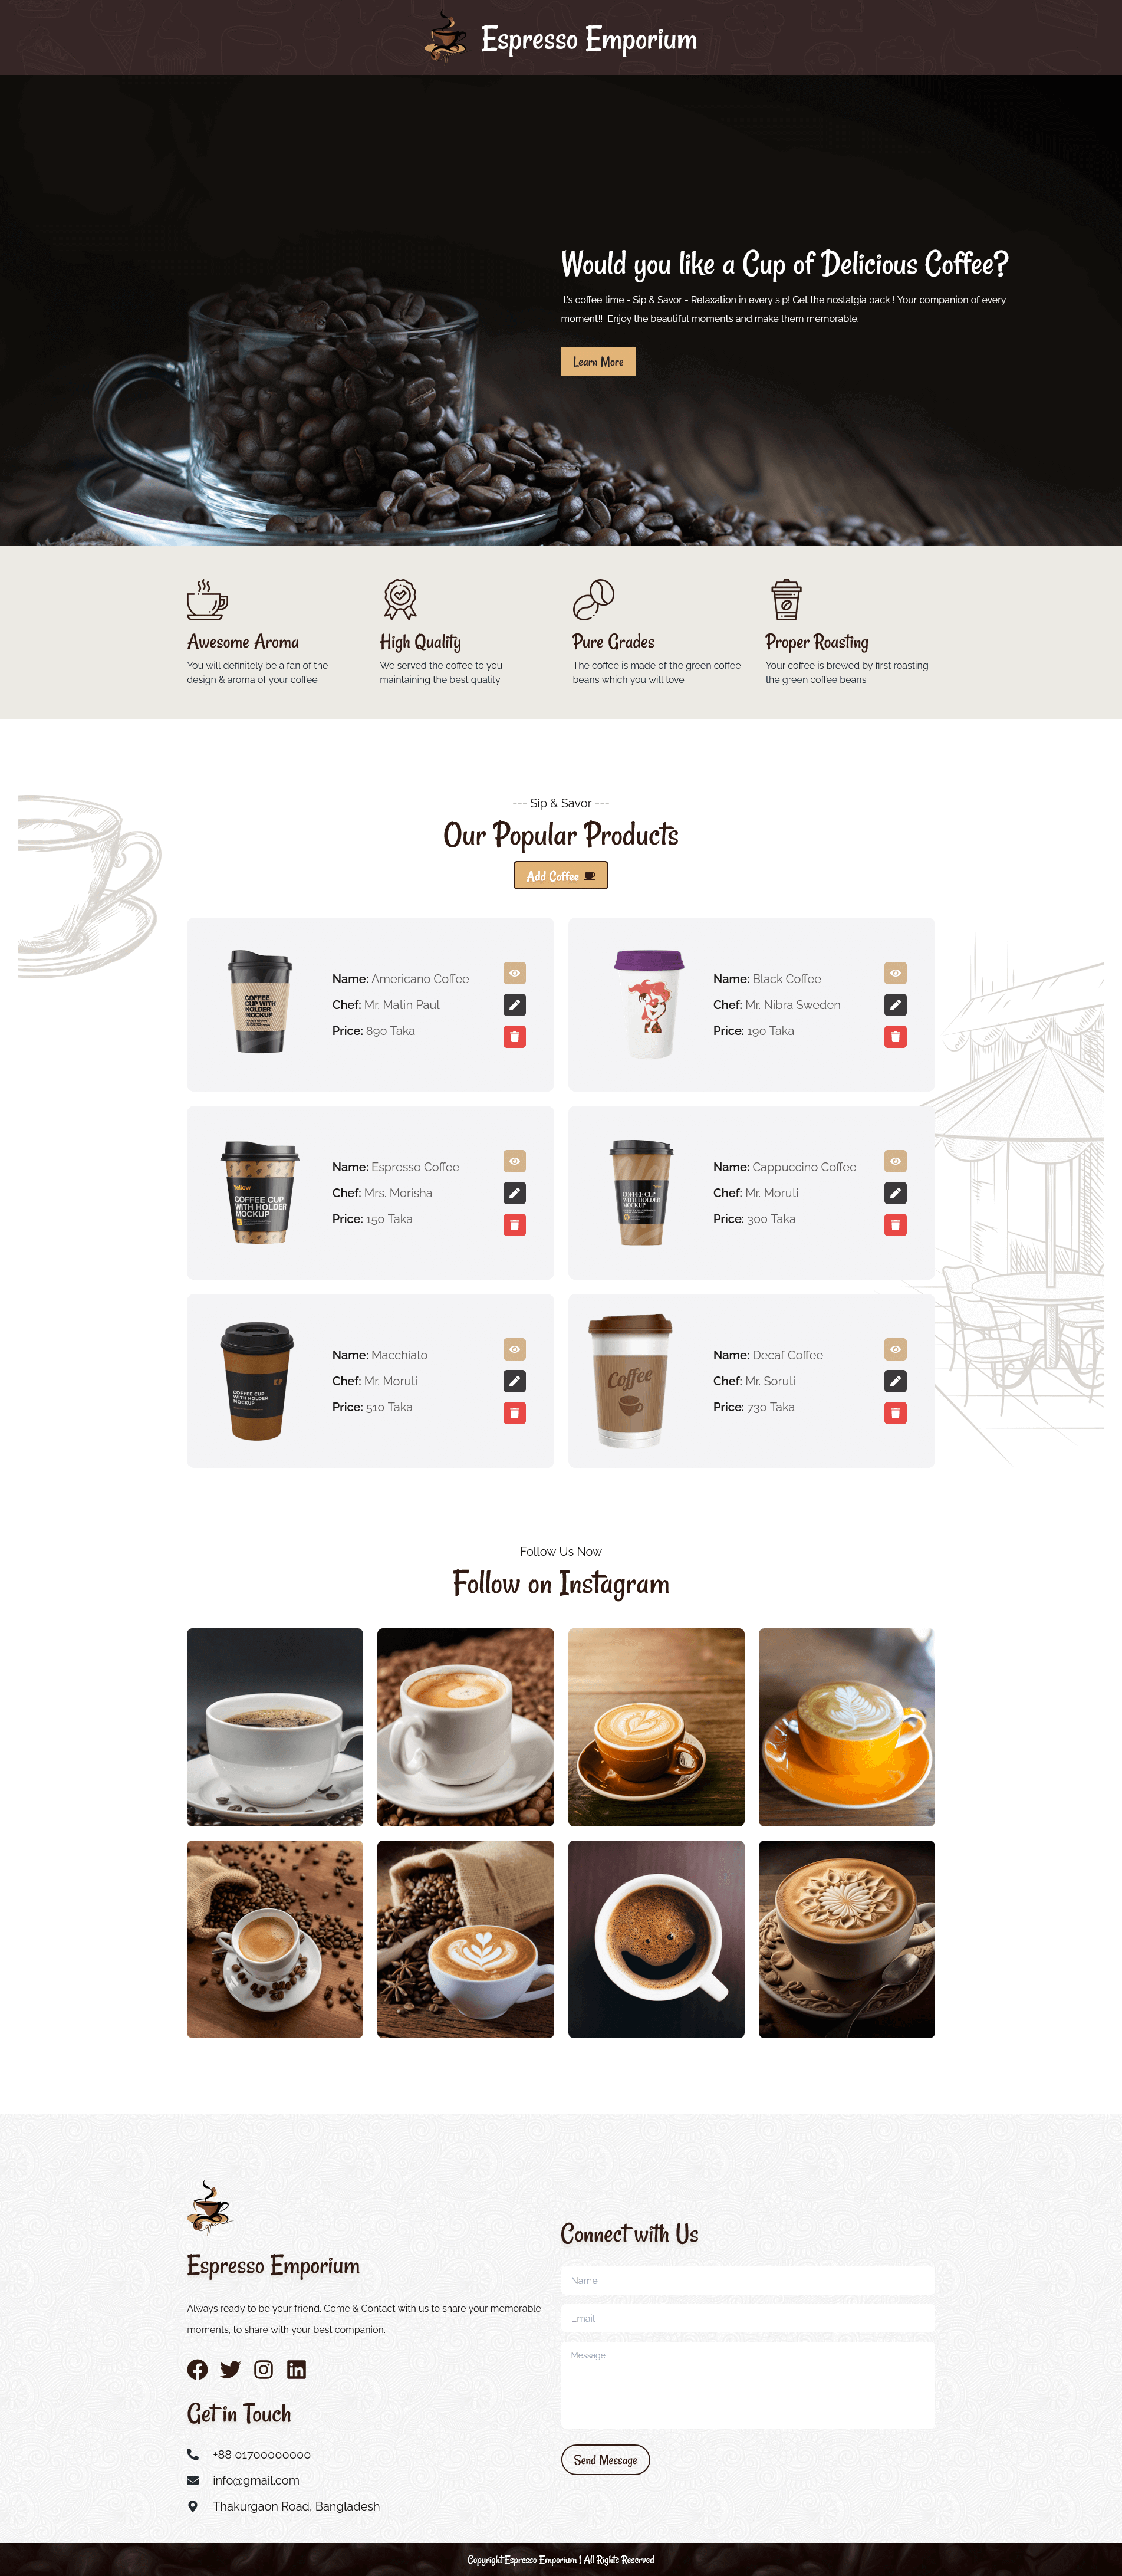 Espresso Emporium
Would you like a Cup of Delicious Coffee?
It's coffee time - Sip & Savor - Relaxation in every sip! Get the nostalgia back!! Your companion of every
moment!!! Enjoy the beautiful moments and make them memorable.
Learn More
Awesome Aroma
You will definitely be a fan of the
design & aroma of your coffee
High Quality
We served the coffee to you
maintaining the best quality
Pure Grades
The coffee is made of the green coffee
beans which you will love
Proper Roasting
Your coffee is brewed by first roasting
the green coffee beans
--- Sip & Savor ---
Our Popular Products
Add Coffee
COFFEE
CUP WITH
HOLDER
MOCKUP
Name: Americano Coffee
Chef: Mr. Matin Paul
Price: 890 Taka
Name: Black Coffee
Chef: Mr. Nibra Sweden
Price: 190 Taka
Yellow
COFFEE CUP
WITH HOLDER
MOCKUP
Name: Espresso Coffee
Chef: Mrs. Morisha
Price: 150 Taka
COFFEE CUP
WITH HOLDER
MOCKUP
Name: Cappuccino Coffee
Chef: Mr. Moruti
Price: 300 Taka
EP
COFFEE CUP
WITH HOLDER
MOCKUP
Name: Macchiato
Chef: Mr. Moruti
Price: 510 Taka
Coffee
Name: Decaf Coffee
Chef: Mr. Soruti
Price: 730 Taka
Follow Us Now
Follow on Instagram
Espresso Emporium
Always ready to be your friend. Come & Contact with us to share your memorable
moments, to share with your best companion.
Get in Touch
+88 01700000000
info@gmail.com
Thakurgaon Road, Bangladesh
Connect with Us
Name
Email
Message
Send Message
Copyright Espresso Emporium ! All Rights Reserved